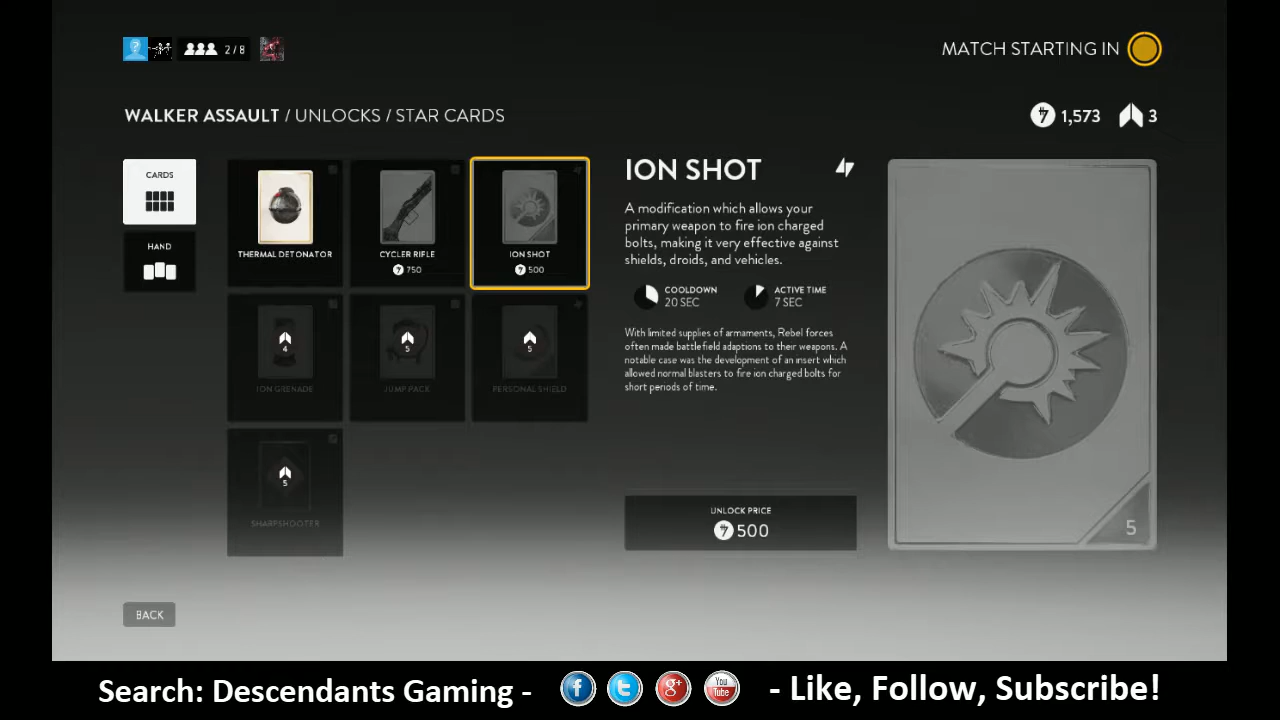 2/8
MATCH STARTING IN
WALKER ASSAULT / UNLOCKS / STAR CARDS
1,573
3
CARDS
HAND
THERMAL DETONATOR
CYCLER RIFLE
750
ION SHOT
500
4
ION GRENADE
5
JUMP PACK
5
PERSONAL SHIELD
5
SHARPSHOOTER
ION SHOT
A modification which allows your
primary weapon to fire ion charged
bolts, making it very effective against
shields, droids, and vehicles.
COOLDOWN
20 SEC
ACTIVE TIME
7 SEC
With limited supplies of armaments, Rebel forces
often made battlefield adaptions to their weapons. A
notable case was the development of an insert which
allowed normal blasters to fire ion charged bolts for
short periods of time.
UNLOCK PRICE
500
5
BACK
Search: Descendants Gaming -
f
t
g+
You
Tube
- Like, Follow, Subscribe!